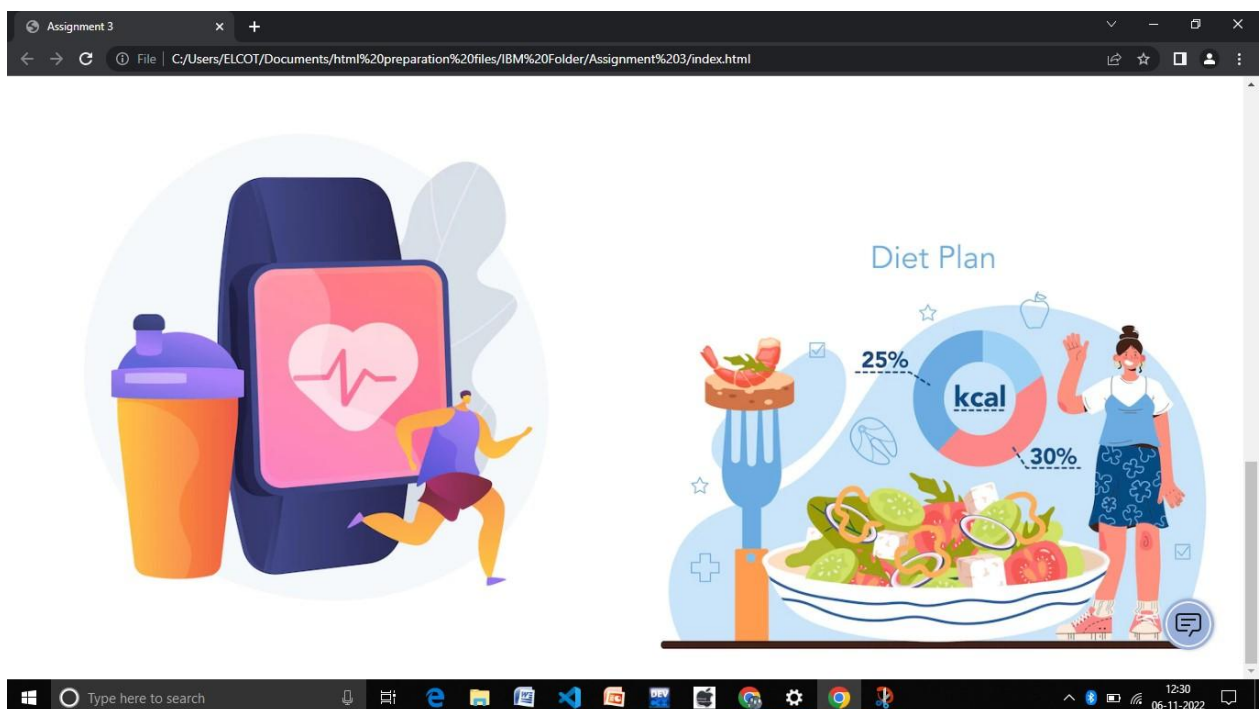 Assignment 3
File
C:/Users/ELCOT/Documents/html%20preparation%20files/IBM%20Folder/Assignment%203/index.html
Diet Plan
25%
kcal
30%
Type here to search
DEV
12:30
06-11-2022